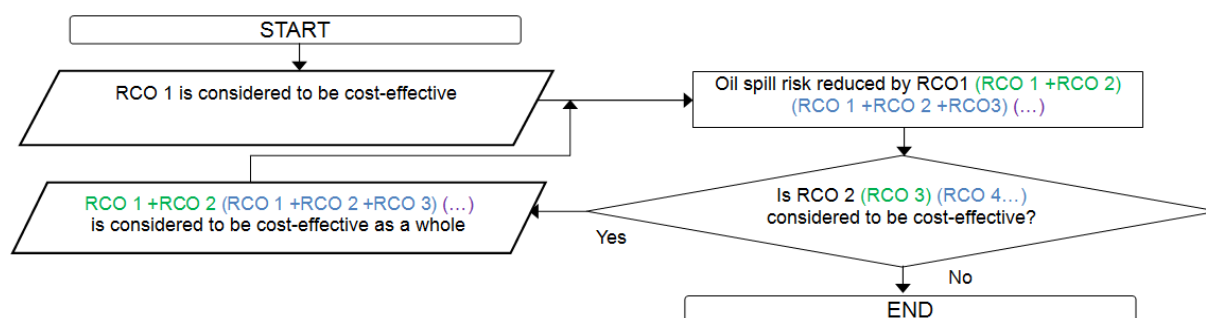 START
RCO 1 is considered to be cost-effective
Oil spill risk reduced by RCO1 (RCO 1 +RCO 2)
(RCO 1 +RCO 2 +RCO3) (…)
Is RCO 2 (RCO 3) (RCO 4…)
considered to be cost-effective?
RCO 1 +RCO 2 (RCO 1 +RCO 2 +RCO 3) (…)
is considered to be cost-effective as a whole
Yes
No
END